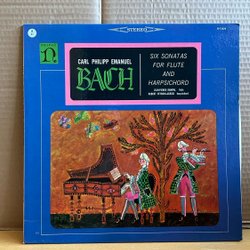 STEREO
CARL PHILIPP EMANUEL
BACH
SIX SONATAS
FOR FLUTE
AND
HARPSICHORD